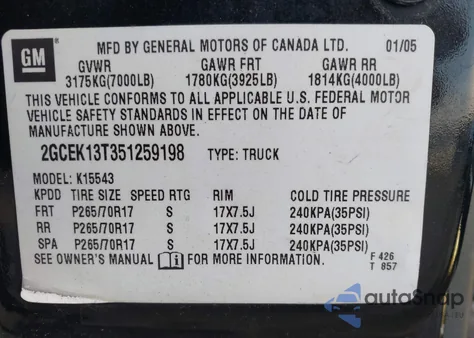 GM
MFD BY GENERAL MOTORS OF CANADA LTD. 01/05
GVWR GAWR FRT GAWR RR
3175KG(7000LB) 1780KG(3925LB) 1814KG(4000LB)
THIS VEHICLE CONFORMS TO ALL APPLICABLE U.S. FEDERAL MOTOR
VEHICLE SAFETY STANDARDS IN EFFECT ON THE DATE OF
MANUFACTURE SHOWN ABOVE.
2GCEK13T351259198 TYPE: TRUCK
MODEL: K15543
KPDD TIRE SIZE SPEED RTG RIM COLD TIRE PRESSURE
FRT P265/70R17 S 17X7.5J 240KPA(35PSI)
RR P265/70R17 S 17X7.5J 240KPA(35PSI)
SPA P265/70R17 S 17X7.5J 240KPA(35PSI)
SEE OWNER'S MANUAL FOR MORE INFORMATION.
F 426
T 857
autoSnap